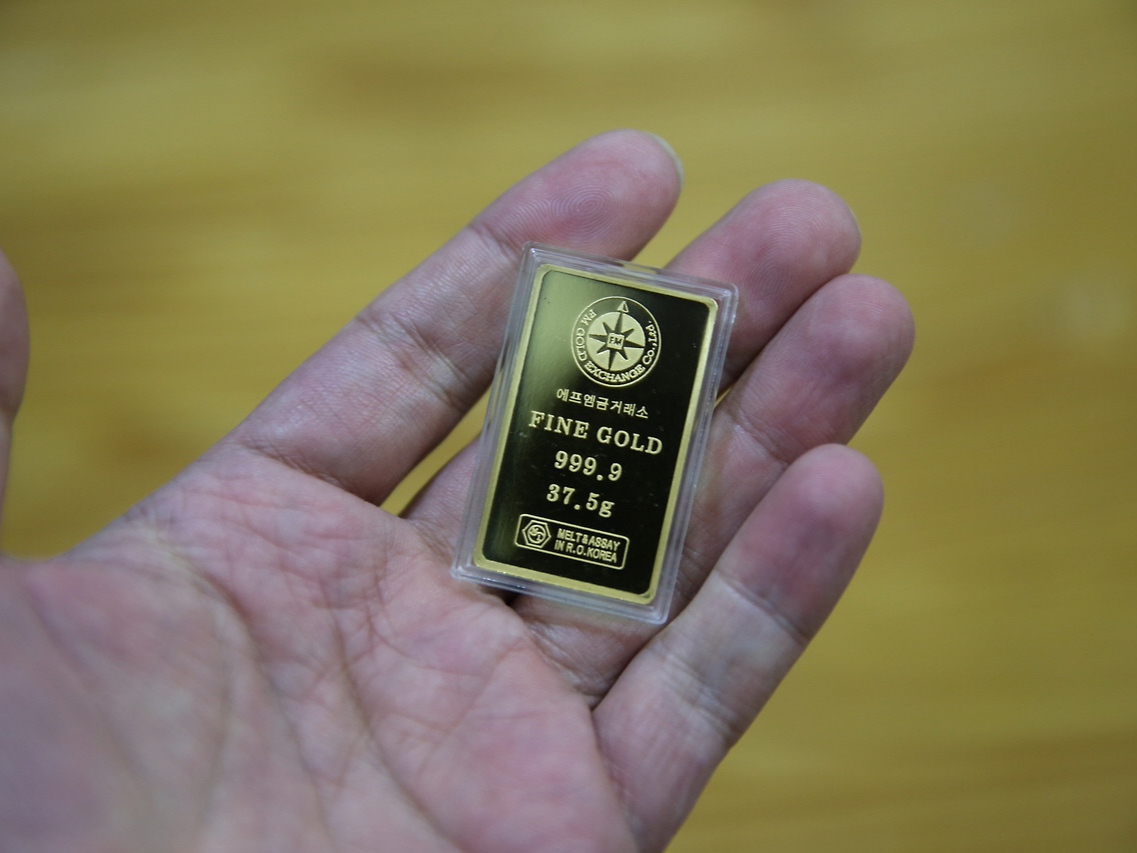 FM GOLD EXCHANGE Co.,Ltd.
FM
에프엠금거래소
FINE GOLD
999.9
37.5g
MELT&ASSAY
IN R.O.KOREA